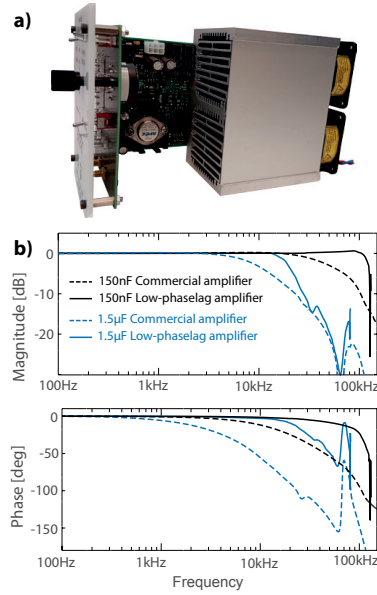 a)
b)
Magnitude [dB]
0
-10
-20
150nF Commercial amplifier
150nF Low-phaselag amplifier
1.5µF Commercial amplifier
1.5µF Low-phaselag amplifier
100Hz 1kHz 10kHz 100kHz
Phase [deg]
0
-50
-100
-150
100Hz 1kHz 10kHz 100kHz
Frequency